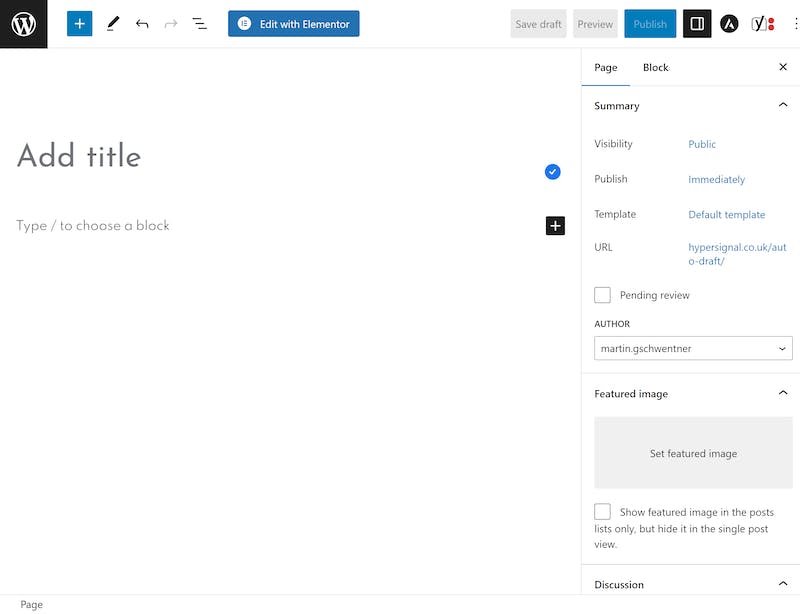 Edit with Elementor
Save draft
Preview
Publish
Page
Block
Add title
Type / to choose a block
Summary
Visibility
Public
Publish
Immediately
Template
Default template
URL
hypersignal.co.uk/aut
o-draft/
Pending review
AUTHOR
martin.gschwentner
Featured image
Set featured image
Show featured image in the posts
lists only, but hide it in the single post
view.
Discussion
Page